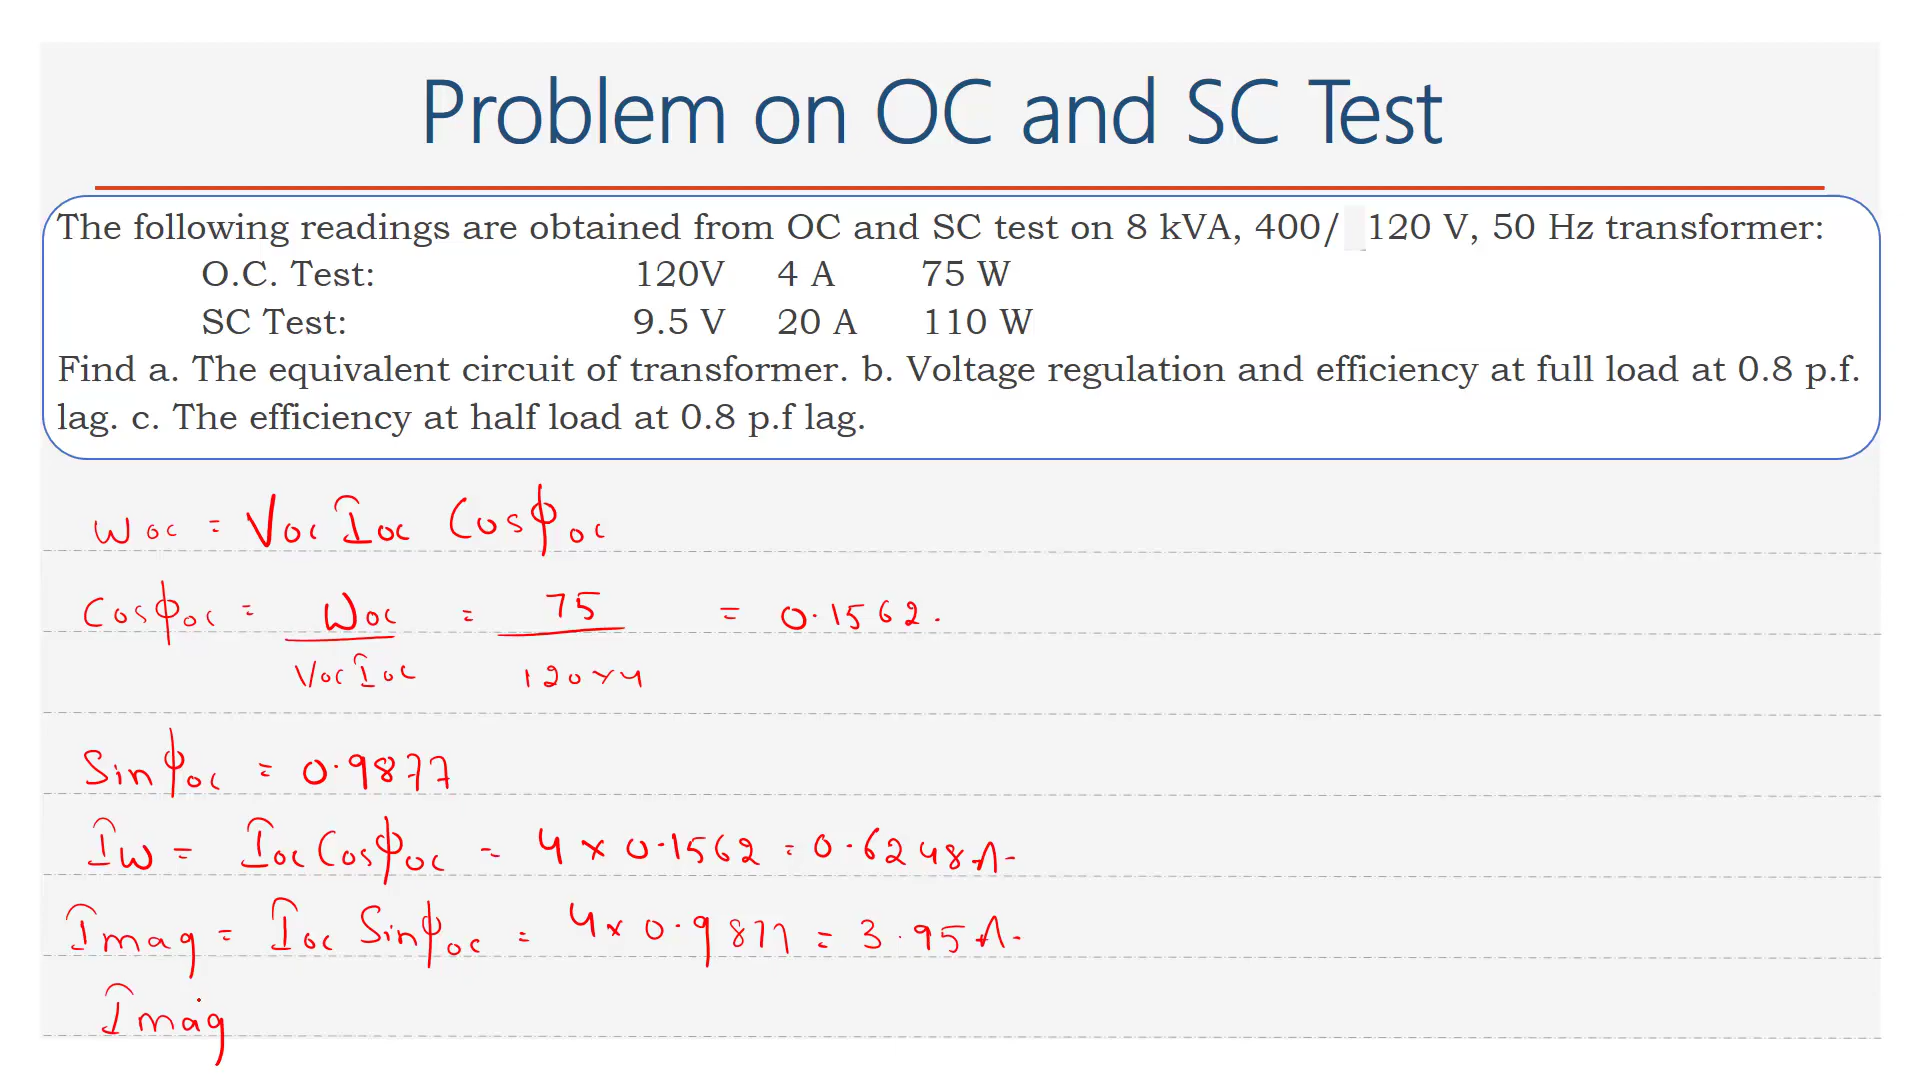 Problem on OC and SC Test
The following readings are obtained from OC and SC test on 8 kVA, 400/ 120 V, 50 Hz transformer:
O.C. Test: 120V 4 A 75 W
SC Test: 9.5 V 20 A 110 W
Find a. The equivalent circuit of transformer. b. Voltage regulation and efficiency at full load at 0.8 p.f.
lag. c. The efficiency at half load at 0.8 p.f lag.
Woc = Voc Ioc Cosϕoc
Cosϕoc = Woc / Voc Ioc = 75 / 120×4 = 0.1562.
Sinϕoc = 0.9877
Iw = Ioc Cosϕoc = 4 × 0.1562 = 0.6248A.
Imag = Ioc Sinϕoc = 4 × 0.9877 = 3.95A.
Imag